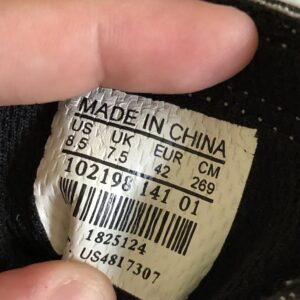 MADE IN CHINA
US UK EUR CM
8.5 7.5 42 269
102198 141 01
1825124
US4817307